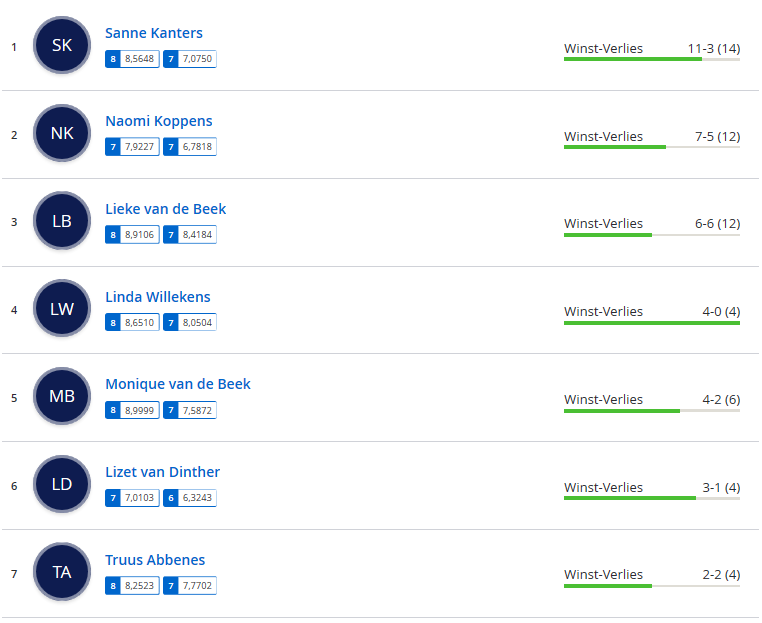 1 SK Sanne Kanters
8 8,5648 7 7,0750
Winst-Verlies 11-3 (14)
2 NK Naomi Koppens
7 7,9227 7 6,7818
Winst-Verlies 7-5 (12)
3 LB Lieke van de Beek
8 8,9106 7 8,4184
Winst-Verlies 6-6 (12)
4 LW Linda Willekens
8 8,6510 7 8,0504
Winst-Verlies 4-0 (4)
5 MB Monique van de Beek
8 8,9999 7 7,5872
Winst-Verlies 4-2 (6)
6 LD Lizet van Dinther
7 7,0103 6 6,3243
Winst-Verlies 3-1 (4)
7 TA Truus Abbenes
8 8,2523 7 7,7702
Winst-Verlies 2-2 (4)